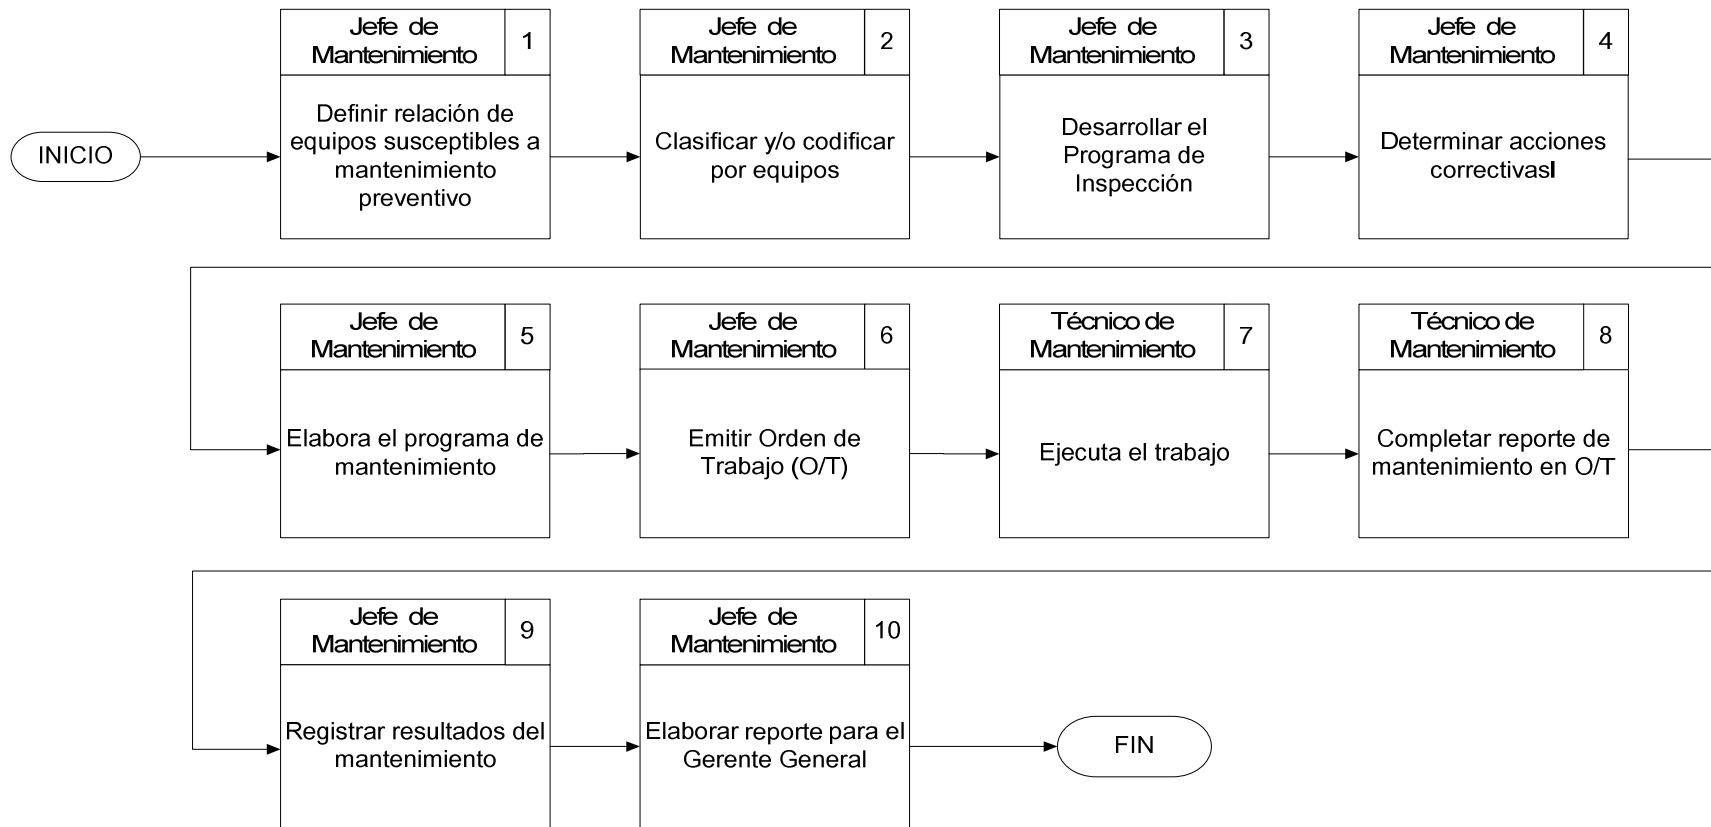 INICIO
Jefe de
Mantenimiento
1
Definir relación de
equipos susceptibles a
mantenimiento
preventivo
Jefe de
Mantenimiento
2
Clasificar y/o codificar
por equipos
Jefe de
Mantenimiento
3
Desarrollar el
Programa de
Inspección
Jefe de
Mantenimiento
4
Determinar acciones
correctivasl
Jefe de
Mantenimiento
5
Elabora el programa de
mantenimiento
Jefe de
Mantenimiento
6
Emitir Orden de
Trabajo (O/T)
Técnico de
Mantenimiento
7
Ejecuta el trabajo
Técnico de
Mantenimiento
8
Completar reporte de
mantenimiento en O/T
Jefe de
Mantenimiento
9
Registrar resultados del
mantenimiento
Jefe de
Mantenimiento
10
Elaborar reporte para el
Gerente General
FIN